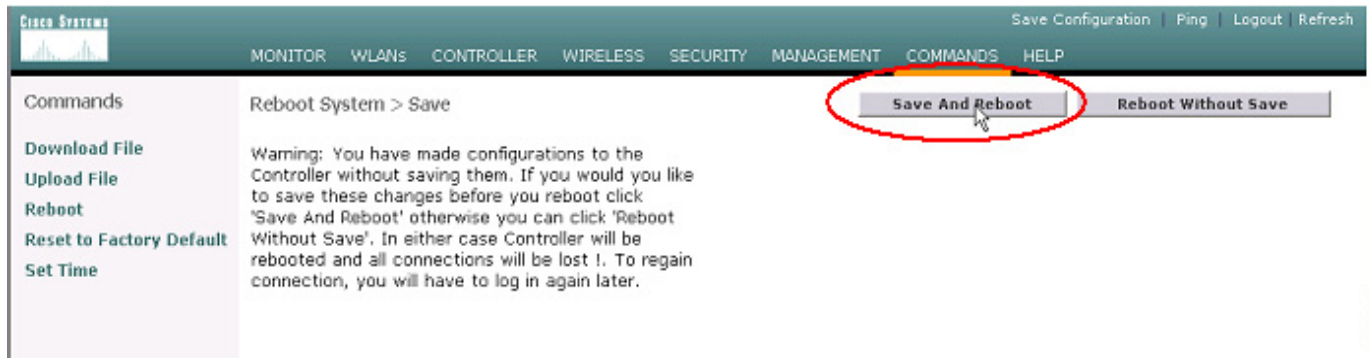 CISCO SYSTEMS
Save Configuration | Ping | Logout | Refresh
MONITOR WLANs CONTROLLER WIRELESS SECURITY MANAGEMENT COMMANDS HELP
Commands
Download File
Upload File
Reboot
Reset to Factory Default
Set Time
Reboot System > Save
Save And Reboot
Reboot Without Save
Warning: You have made configurations to the
Controller without saving them. If you would you like
to save these changes before you reboot click
'Save And Reboot' otherwise you can click 'Reboot
Without Save'. In either case Controller will be
rebooted and all connections will be lost !. To regain
connection, you will have to log in again later.